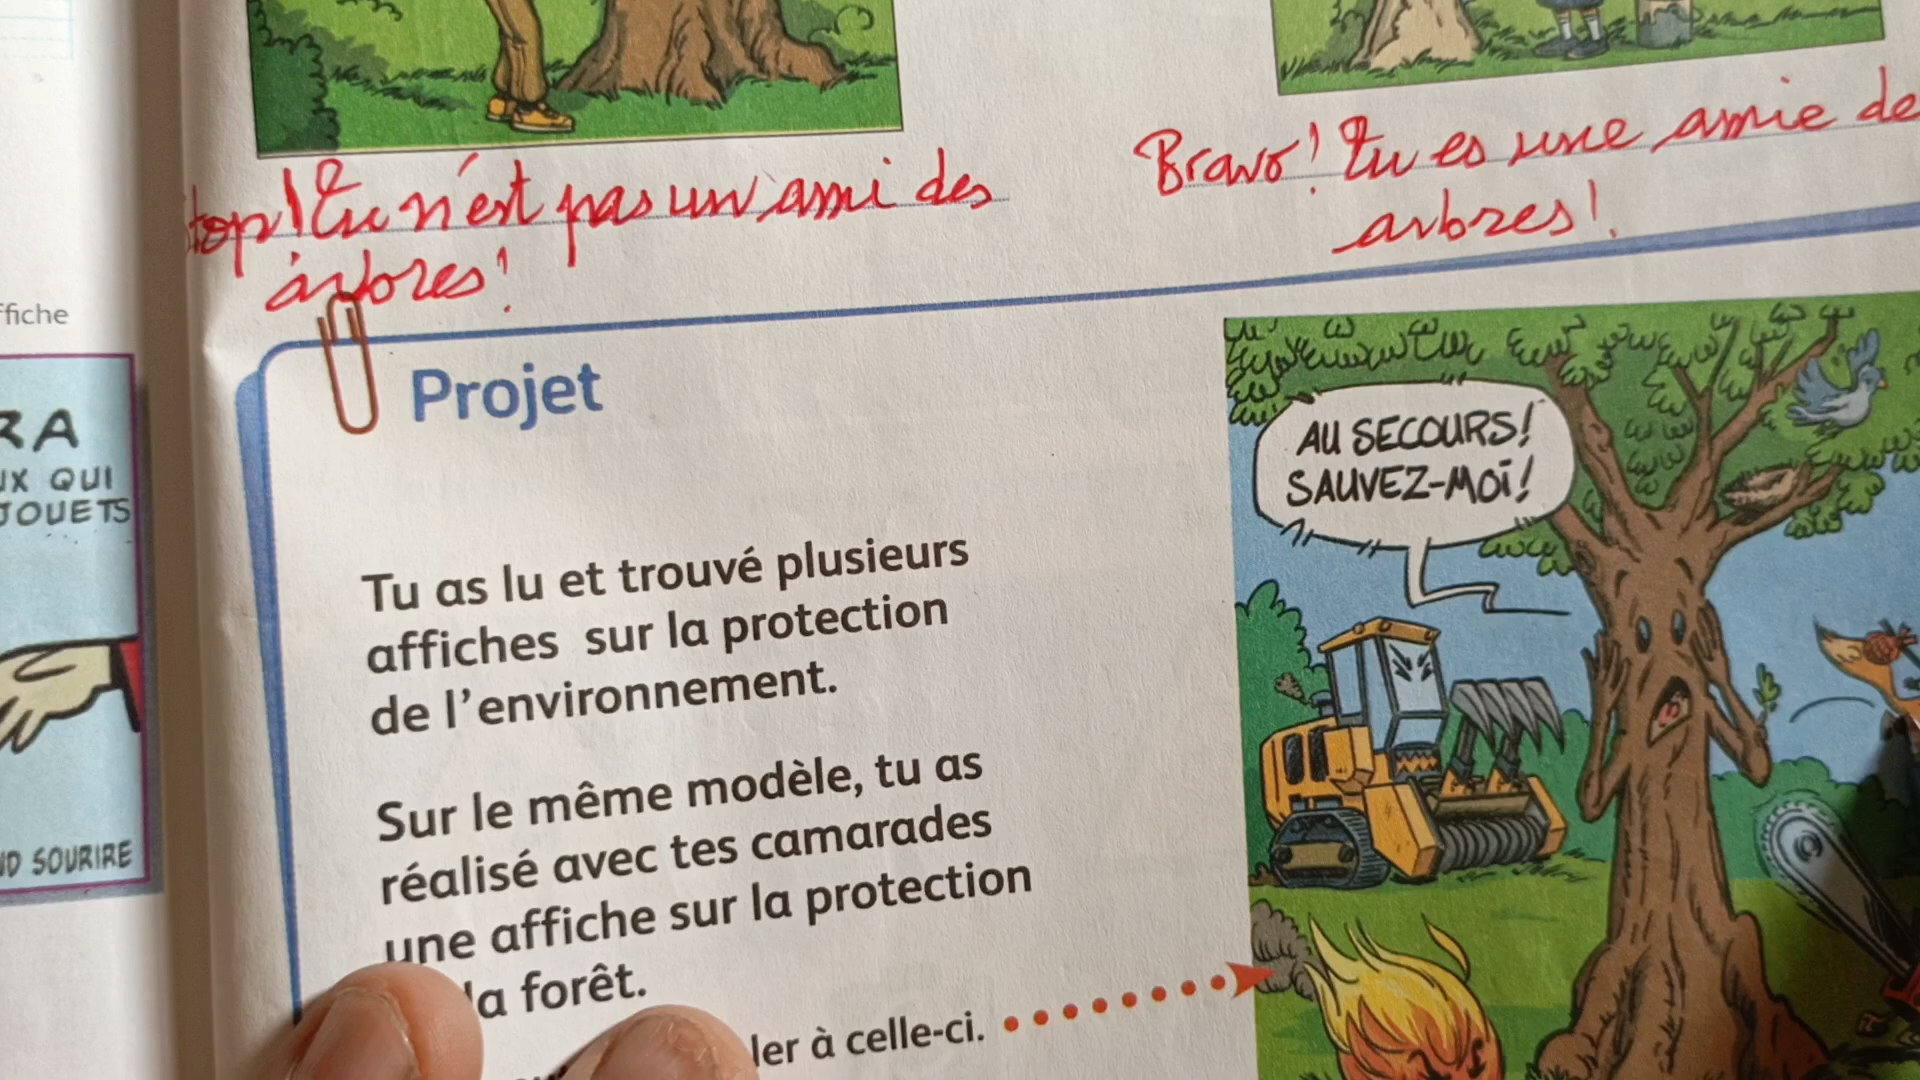 Stop! Tu n'est pas un ami des
arbres!
Bravo! Tu es une amie de
arbres!
ffiche
RA
UX QUI
JOUETS
ND SOURIRE
Projet
Tu as lu et trouvé plusieurs
affiches sur la protection
de l'environnement.
Sur le même modèle, tu as
réalisé avec tes camarades
une affiche sur la protection
la forêt.
ler à celle-ci.
AU SECOURS!
SAUVEZ-MOI!